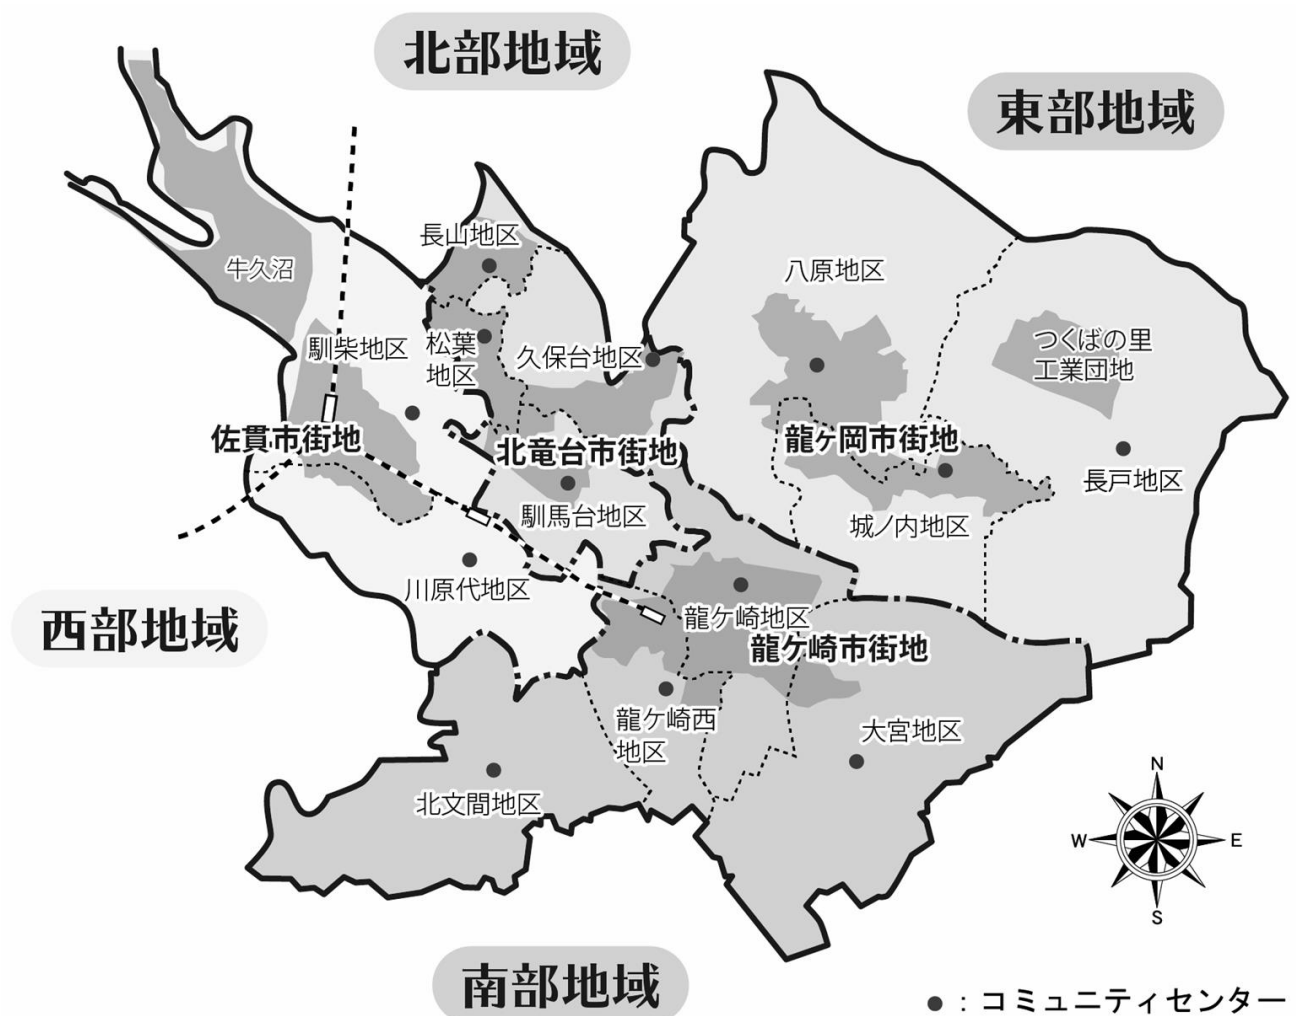 北部地域
東部地域
長山地区
牛久沼
八原地区
馴柴地区
松葉
地区
久保台地区
つくばの里
工業団地
佐貫市街地
北竜台市街地
龍ヶ岡市街地
長戸地区
馴馬台地区
城ノ内地区
川原代地区
西部地域
龍ケ崎地区
龍ケ崎市街地
龍ケ崎西
地区
大宮地区
北文間地区
N
W
E
S
南部地域
●：コミュニティセンター